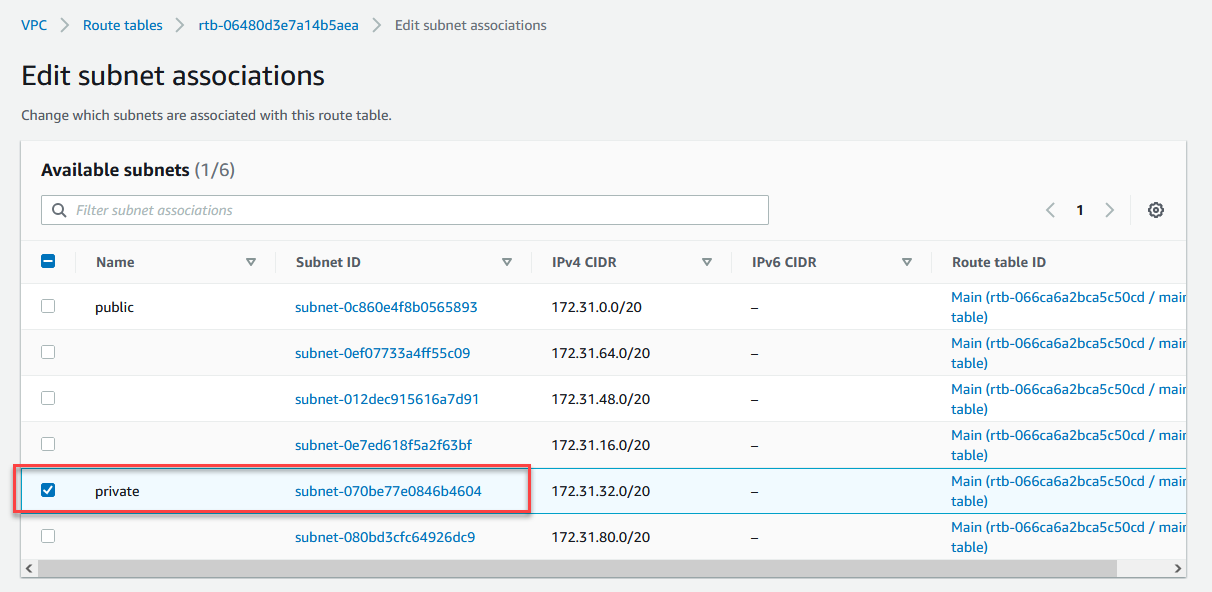 VPC > Route tables > rtb-06480d3e7a14b5aea > Edit subnet associations
Edit subnet associations
Change which subnets are associated with this route table.
Available subnets (1/6)
Filter subnet associations
1
Name Subnet ID IPv4 CIDR IPv6 CIDR Route table ID
public subnet-0c860e4f8b0565893 172.31.0.0/20 – Main (rtb-066ca6a2bca5c50cd / main
table)
subnet-0ef07733a4ff55c09 172.31.64.0/20 – Main (rtb-066ca6a2bca5c50cd / main
table)
subnet-012dec915616a7d91 172.31.48.0/20 – Main (rtb-066ca6a2bca5c50cd / main
table)
subnet-0e7ed618f5a2f63bf 172.31.16.0/20 – Main (rtb-066ca6a2bca5c50cd / main
table)
private subnet-070be77e0846b4604 172.31.32.0/20 – Main (rtb-066ca6a2bca5c50cd / main
table)
subnet-080bd3cfc64926dc9 172.31.80.0/20 – Main (rtb-066ca6a2bca5c50cd / main
table)